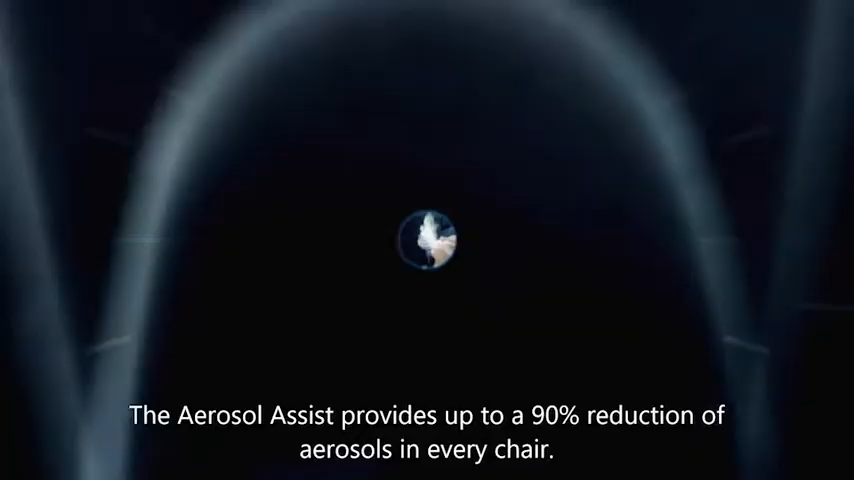 The Aerosol Assist provides up to a 90% reduction of
aerosols in every chair.